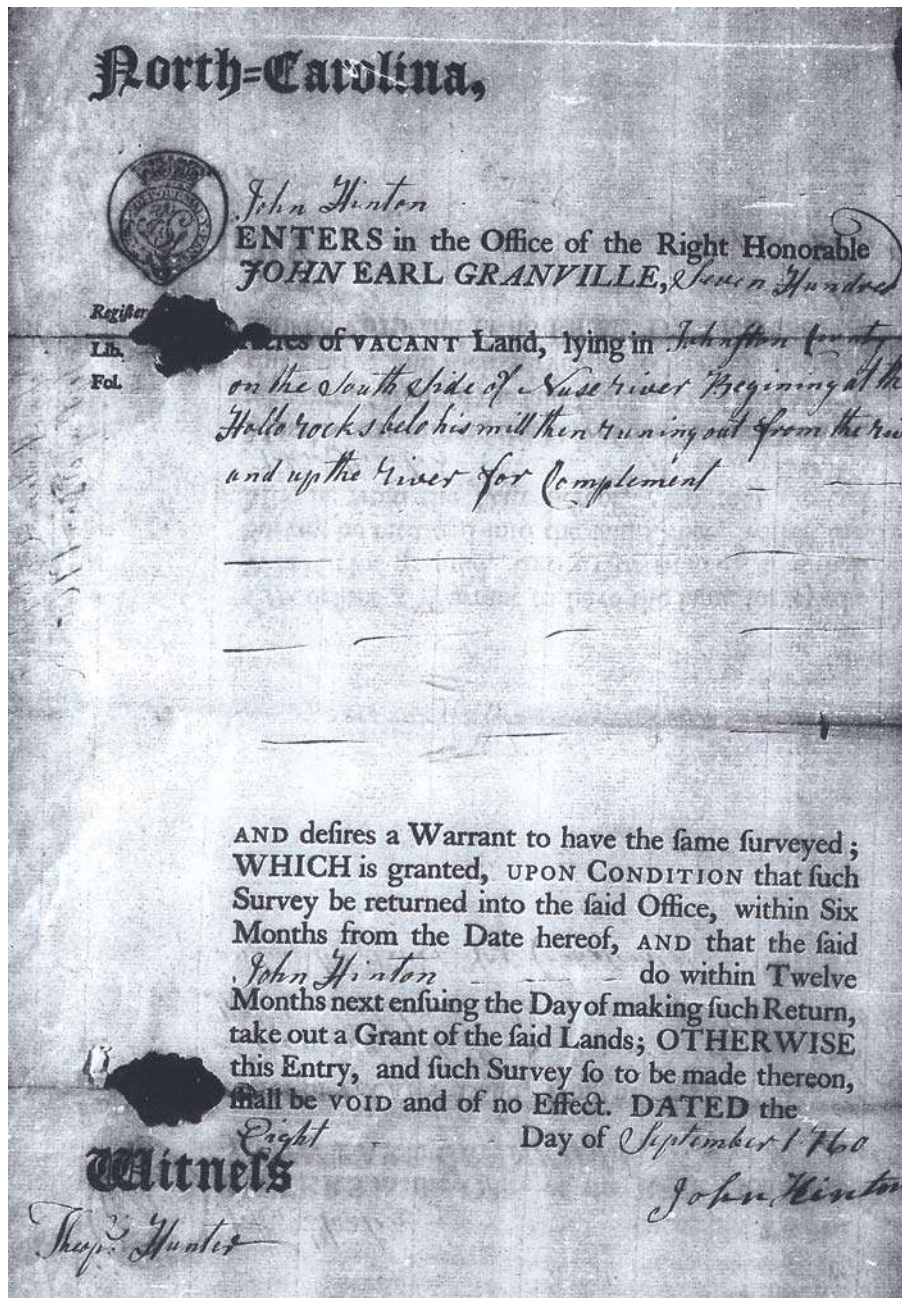 North=Carolina,
John Hinton
ENTERS in the Office of the Right Honorable
JOHN EARL GRANVILLE, Seven Hundred
Register
Acres of VACANT Land, lying in Johnſton County
Lib.
Fol.
on the South Side of Nuse river Begining at th
Hollo rocks belo his mill then runing out from the riv
and up the river for Complement
AND deſires a Warrant to have the ſame ſurveyed;
WHICH is granted, UPON CONDITION that ſuch
Survey be returned into the ſaid Office, within Six
Months from the Date hereof, AND that the ſaid
John Hinton do within Twelve
Months next enſuing the Day of making ſuch Return,
take out a Grant of the ſaid Lands; OTHERWISE
this Entry, and ſuch Survey ſo to be made thereon,
ſhall be VOID and of no Effect. DATED the
Eight Day of September 1760
Witneſs
John Hinton
Theop.s Hunter